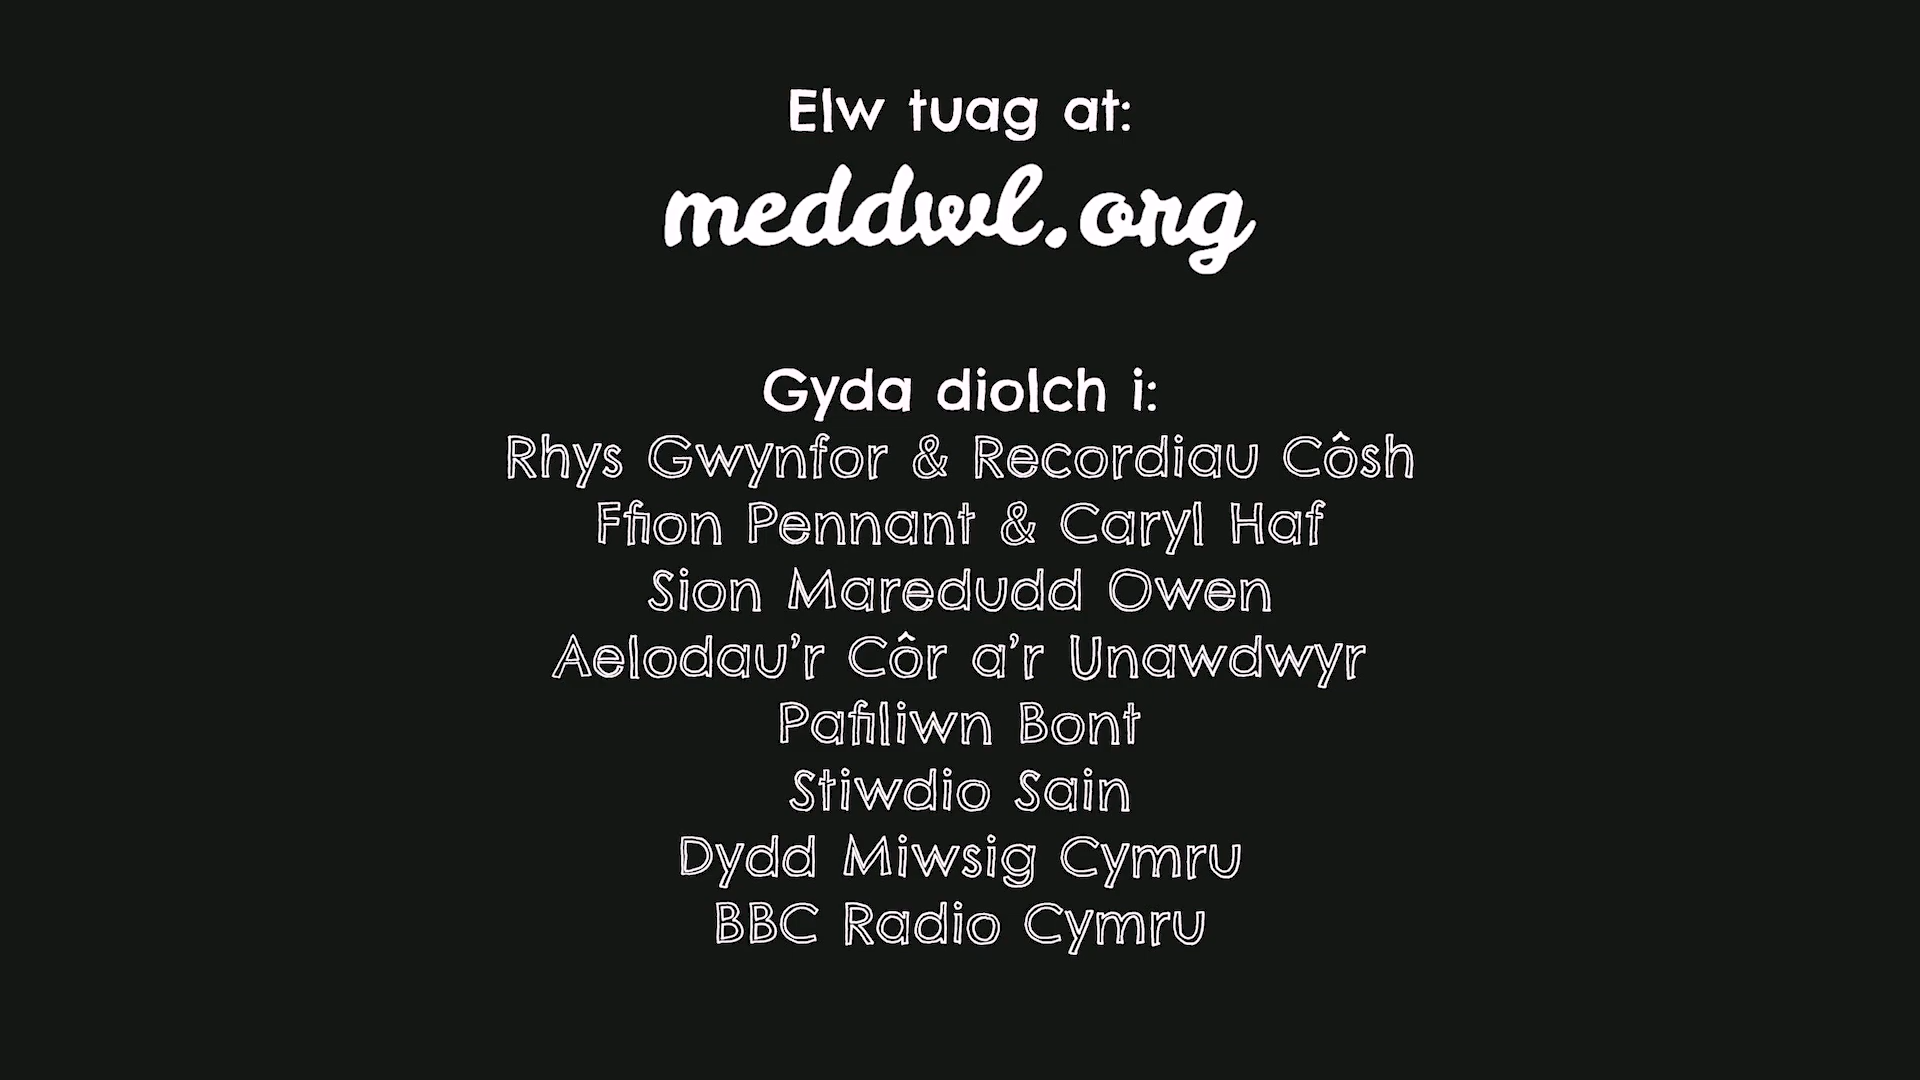 Elw tuag at:
meddwl.org
Gyda diolch i:
Rhys Gwynfor & Recordiau Côsh
Ffion Pennant & Caryl Haf
Sion Maredudd Owen
Aelodau’r Côr a’r Unawdwyr
Pafiliwn Bont
Stiwdio Sain
Dydd Miwsig Cymru
BBC Radio Cymru